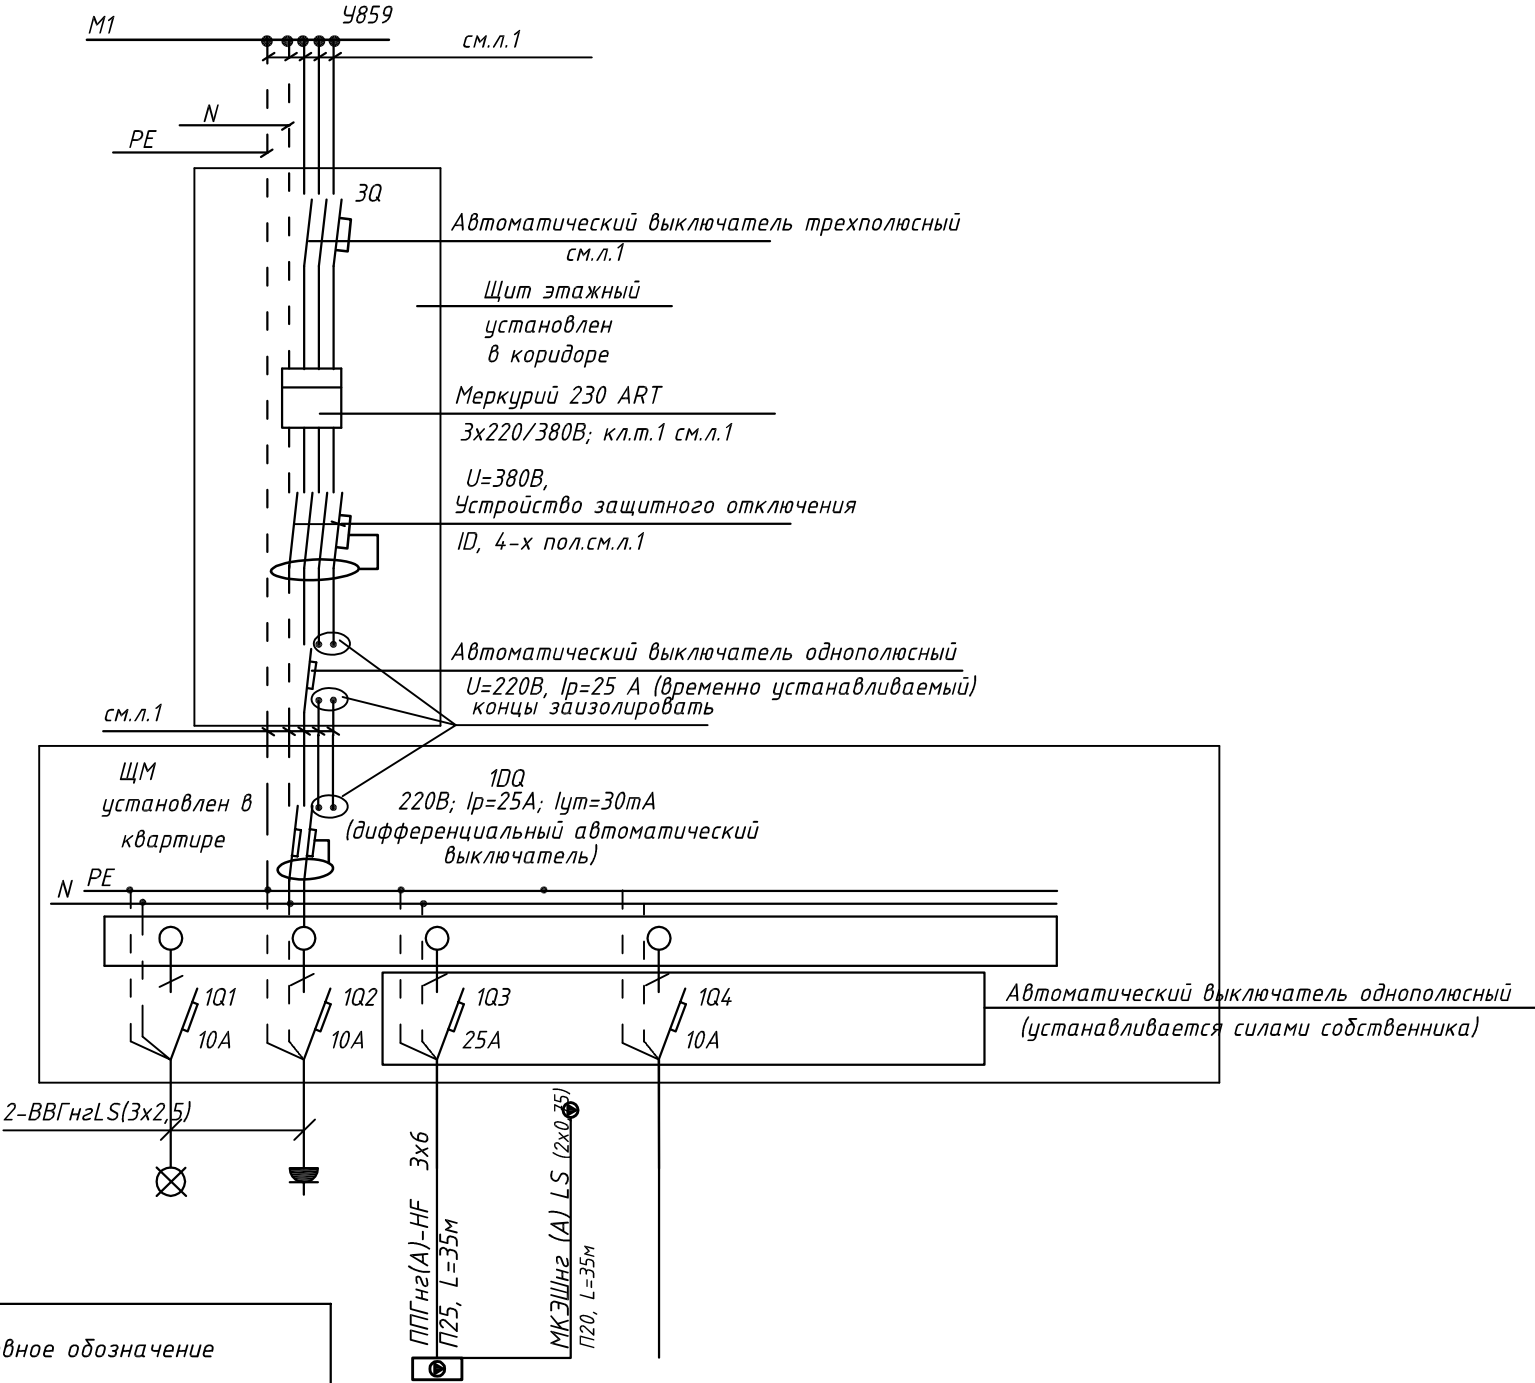 М1
У859
см.л.1
N
PE
3Q
Автоматический выключатель трехполюсный
см.л.1
Щит этажный
установлен
в коридоре
Меркурий 230 ART
3х220/380В; кл.т.1 см.л.1
U=380В,
Устройство защитного отключения
ID, 4-х пол.см.л.1
Автоматический выключатель однополюсный
U=220В, Iр=25 А (временно устанавливаемый)
концы заизолировать
см.л.1
ЩМ
установлен в
квартире
1DQ
220В; Iр=25А; Iут=30mA
(дифференциальный автоматический
выключатель)
PE
N
1Q1
10А
1Q2
10А
1Q3
25А
1Q4
10А
Автоматический выключатель однополюсный
(устанавливается силами собственника)
2-ВВГнгLS(3х2,5)
ППГнг(А)-HF 3х6
П25, L=35м
МКЭШнг (А) LS (2х0,75)
П20, L=35м
вное обозначение